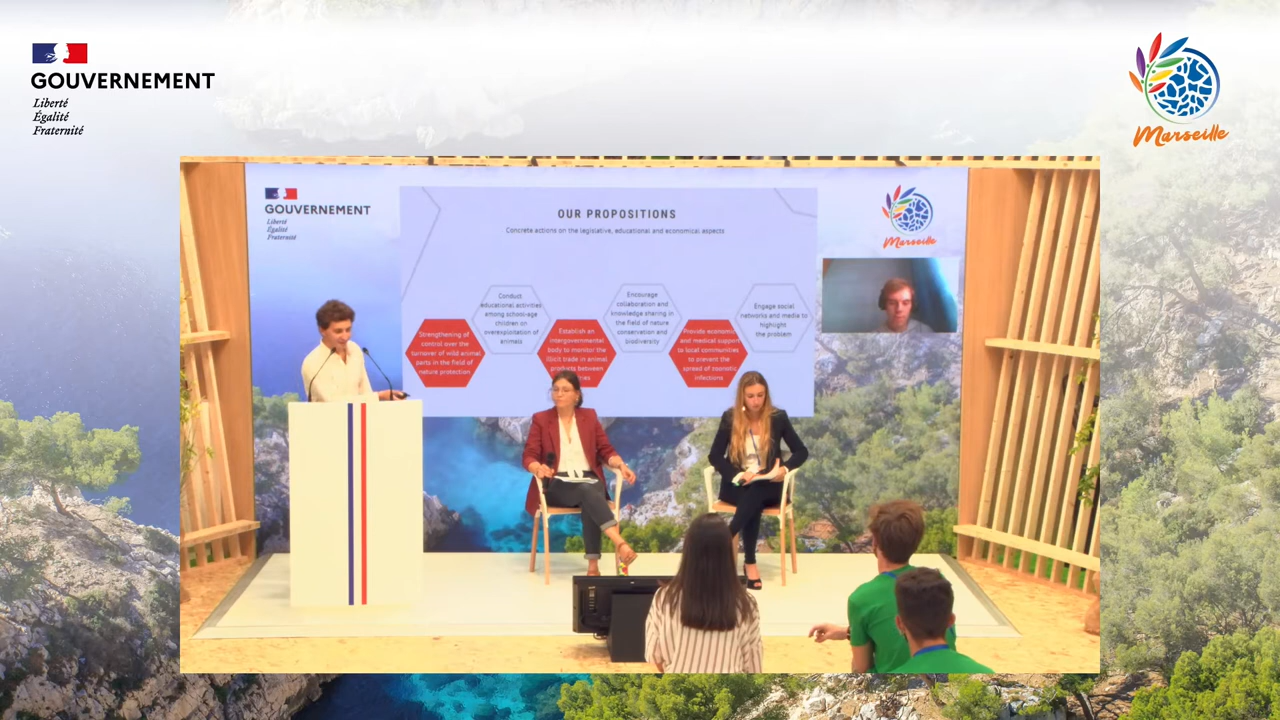 GOUVERNEMENT
Liberté
Égalité
Fraternité
Marseille
GOUVERNEMENT
Liberté
Égalité
Fraternité
Marseille
OUR PROPOSITIONS
Concrete actions on the legislative, educational and economical aspects
Strengthening of
control over the
turnover of wild animal
parts in the field of
nature protection
Conduct
educational activities
among school-age
children on
overexploitation of
animals
Establish an
intergovernmental
body to monitor the
illicit trade in animal
products between
Encourage
collaboration and
knowledge sharing in
the field of nature
conservation and
biodiversity
Provide economic
and medical support
to local communities
to prevent the
spread of zoonotic
infections
Engage social
networks and media to
highlight
the problem